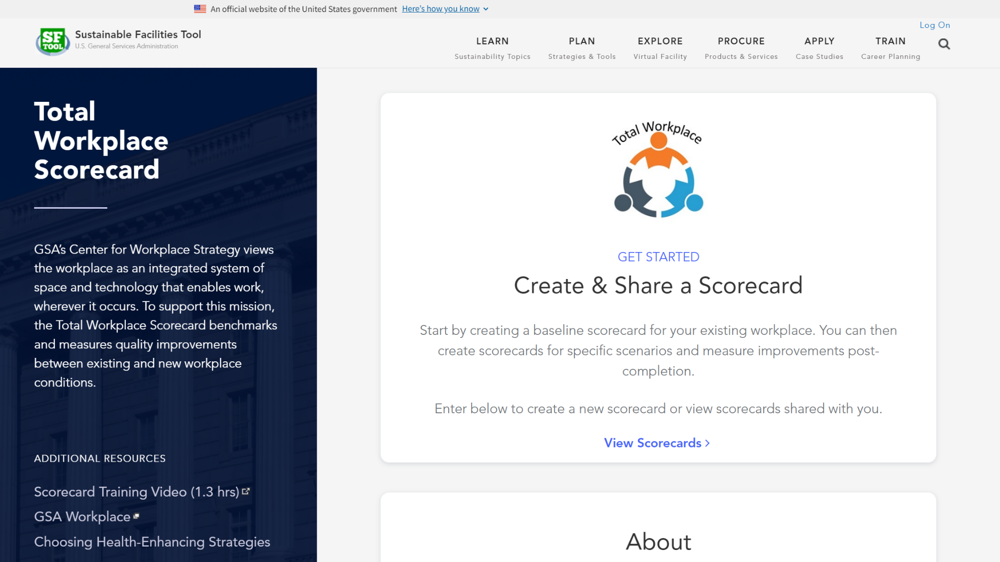 An official website of the United States government Here's how you know
SF
TOOL
Sustainable Facilities Tool
U.S. General Services Administration
Log On
LEARN
Sustainability Topics
PLAN
Strategies & Tools
EXPLORE
Virtual Facility
PROCURE
Products & Services
APPLY
Case Studies
TRAIN
Career Planning
Total
Workplace
Scorecard
GSA's Center for Workplace Strategy views
the workplace as an integrated system of
space and technology that enables work,
wherever it occurs. To support this mission,
the Total Workplace Scorecard benchmarks
and measures quality improvements
between existing and new workplace
conditions.
ADDITIONAL RESOURCES
Scorecard Training Video (1.3 hrs)
GSA Workplace
Choosing Health-Enhancing Strategies
Total Workplace
GET STARTED
Create & Share a Scorecard
Start by creating a baseline scorecard for your existing workplace. You can then
create scorecards for specific scenarios and measure improvements post-
completion.
Enter below to create a new scorecard or view scorecards shared with you.
View Scorecards
About